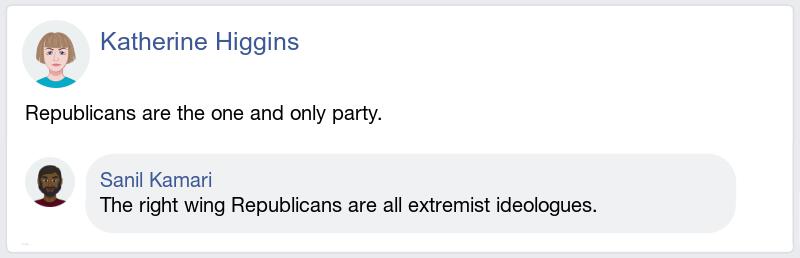 Katherine Higgins
Republicans are the one and only party.
Sanil Kamari
The right wing Republicans are all extremist ideologues.